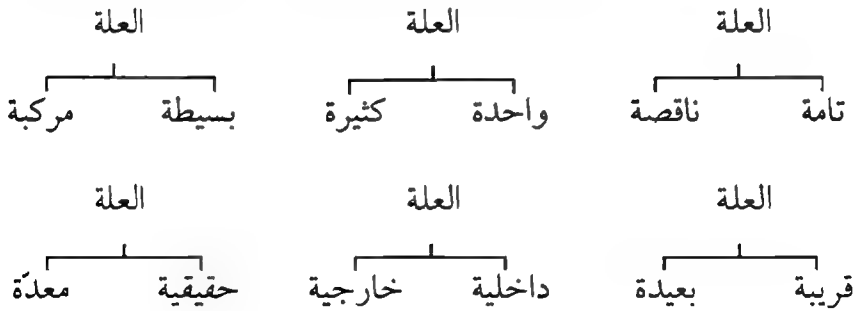 العلة العلة العلة
تامة ناقصة واحدة كثيرة بسيطة مركبة
العلة العلة العلة
قريبة بعيدة داخلية خارجية حقيقية معدّة